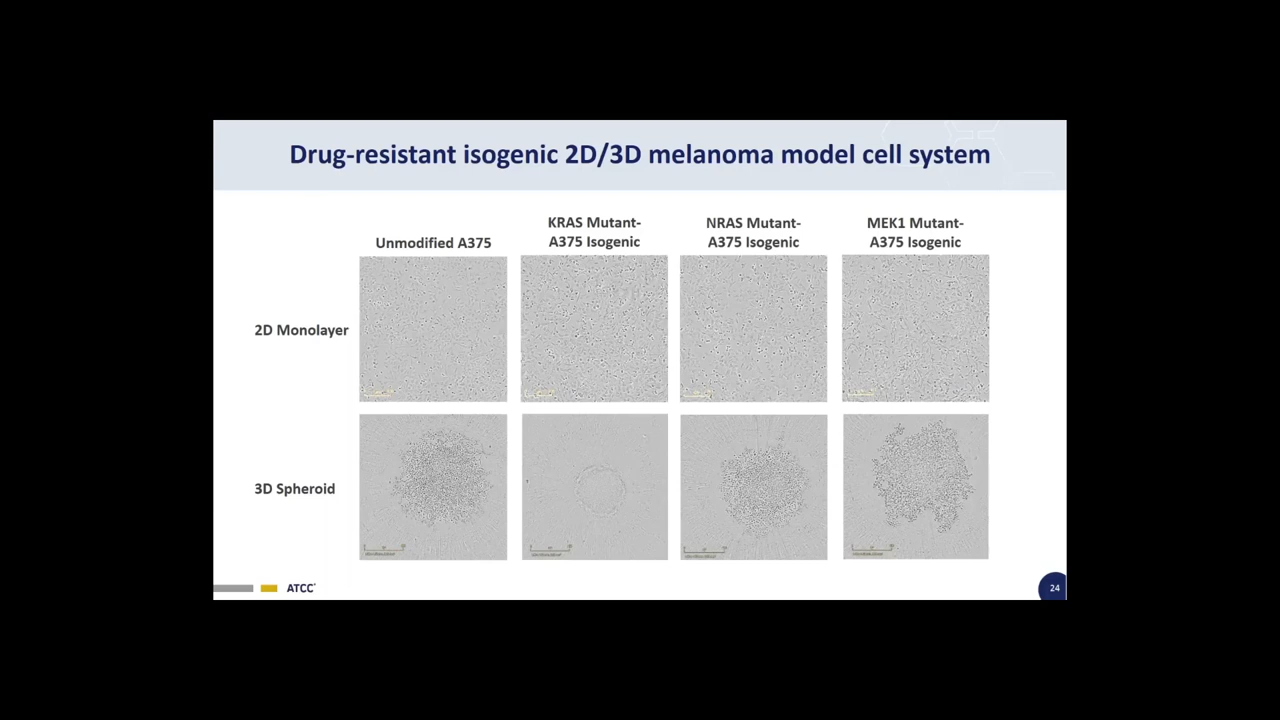 Drug-resistant isogenic 2D/3D melanoma model cell system
Unmodified A375
KRAS Mutant-
A375 Isogenic
NRAS Mutant-
A375 Isogenic
MEK1 Mutant-
A375 Isogenic
2D Monolayer
3D Spheroid
ATCC
24